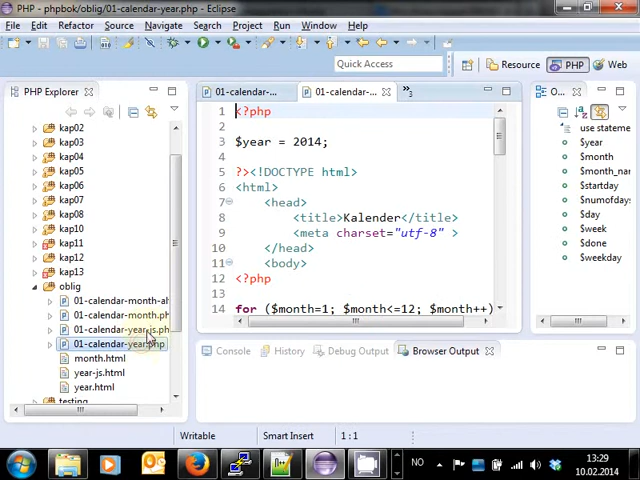 PHP - phpbok/oblig/01-calendar-year.php - Eclipse
File Edit Refactor Source Navigate Search Project Run Window Help
Quick Access
Resource PHP Web
PHP Explorer
kap02
kap03
kap04
kap05
kap06
kap07
kap08
kap10
kap11
kap12
kap13
oblig
01-calendar-month-al
01-calendar-month.ph
01-calendar-year-js.ph
01-calendar-year.php
month.html
year-js.html
year.html
testing
01-calendar-... 01-calendar-... »3
1 <?php
2
3 $year = 2014;
4
5 ?><!DOCTYPE html>
6 <html>
7 <head>
8 <title>Kalender</title>
9 <meta charset="utf-8" >
10 </head>
11 <body>
12 <?php
13
14 for ($month=1; $month<=12; $month++)
O...
use stateme
$year
$month
$month_nar
$startday
$numofdays
$day
$week
$done
$weekday
Console History Debug Output Browser Output
Writable Smart Insert 1 : 1
NO
13:29
10.02.2014